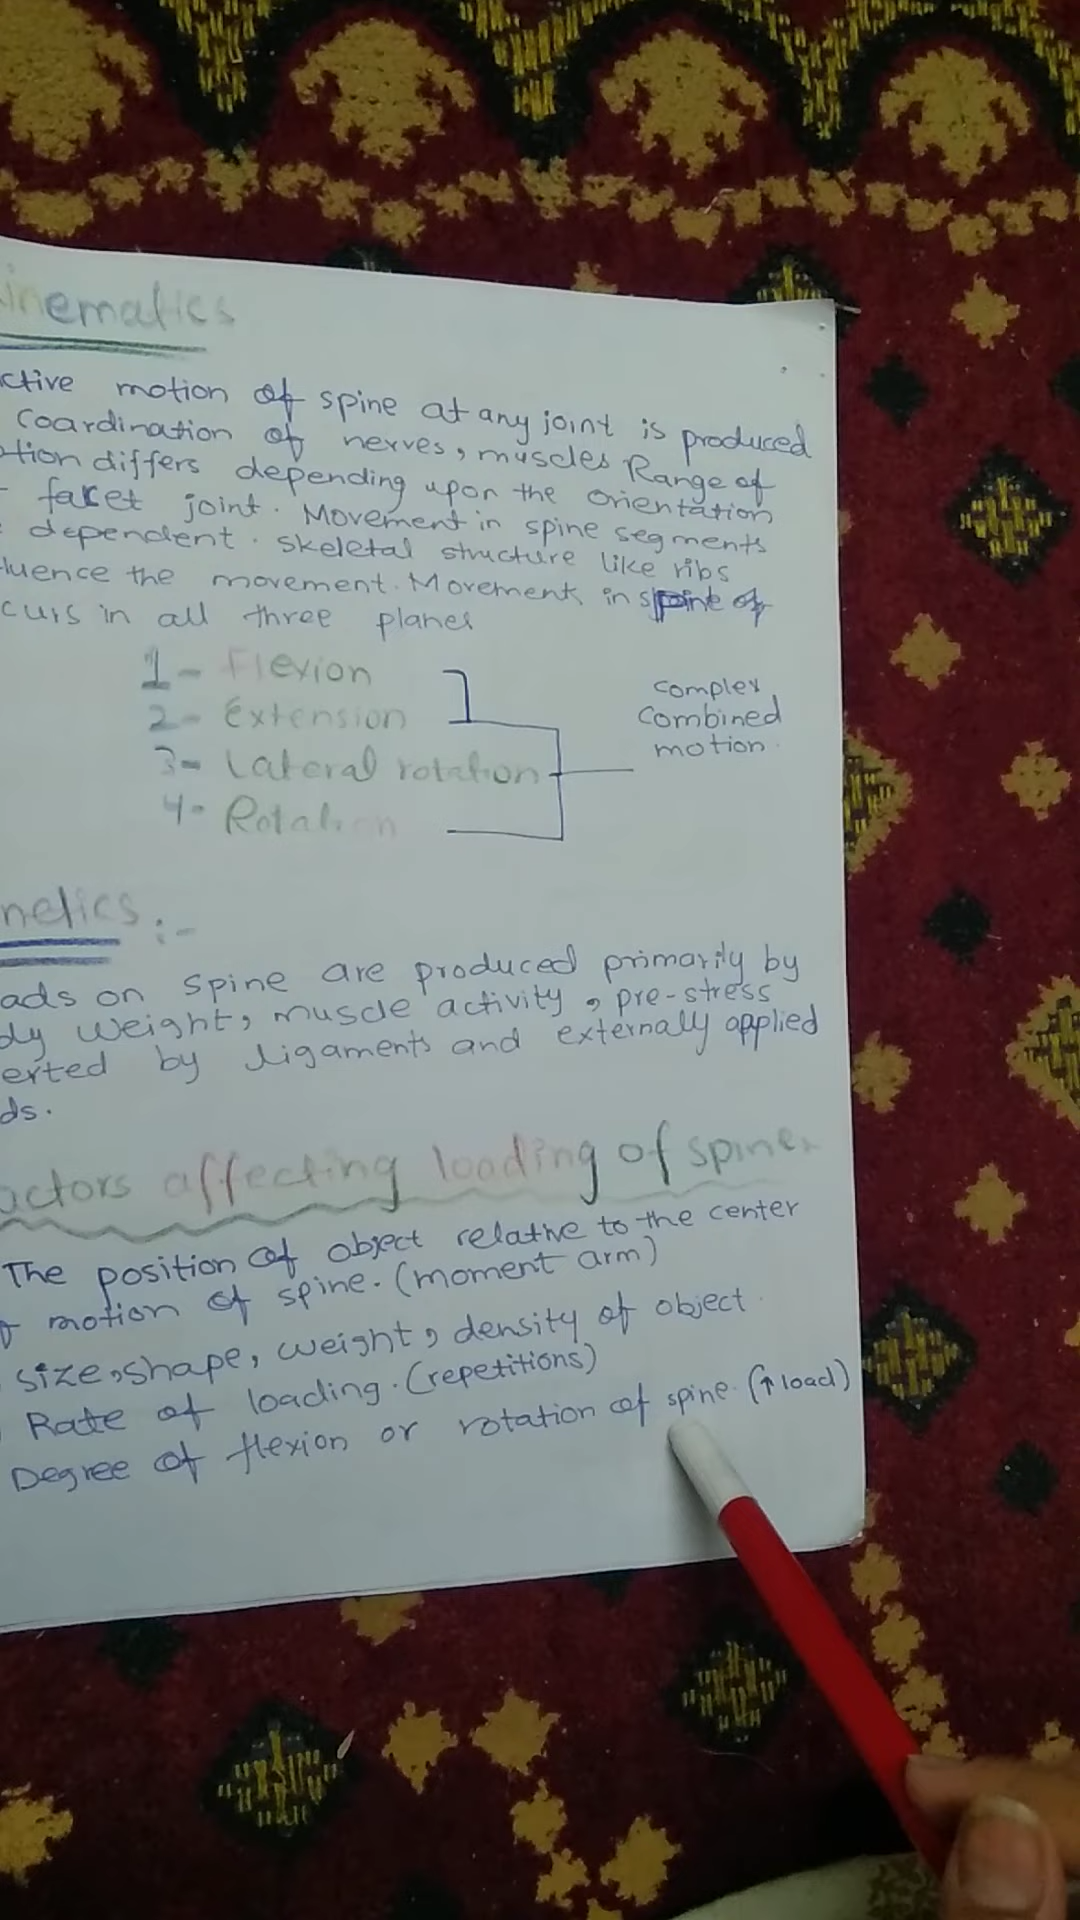 inematics
ctive motion of spine at any joint is produced
coardination of nerves, muscles Range of
tion differs depending upon the orientation
facet joint. Movement in spine segments
dependent. skeletal structure like ribs
luence the movement. Movement in spine of
curs in all three planes
1- Flexion
2- Extension
3- Lateral rotation
4- Rotation
complex
combined
motion.
netics :-
ads on spine are produced primarily by
dy weight, muscle activity, pre-stress
erted by ligaments and externally applied
ds.
actors affecting loading of spine.
The position of object relative to the center
motion of spine. (moment arm)
size, shape, weight, density of object.
Rate of loading. (repetitions)
Degree of flexion or rotation of spine. (↑ load)